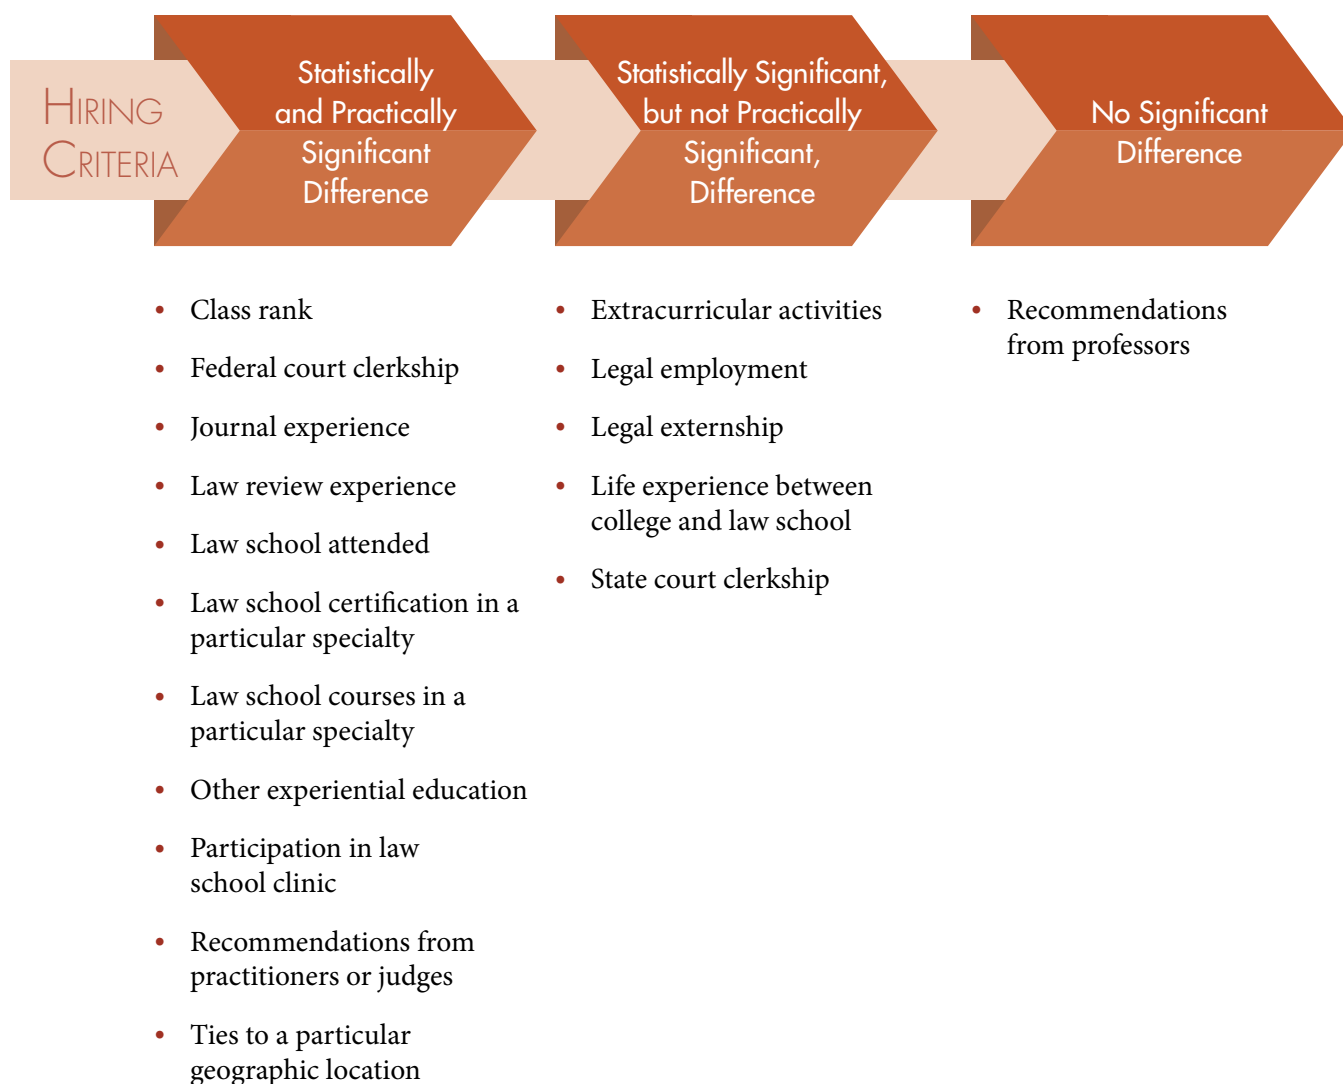 HIRING
CRITERIA
Statistically
and Practically
Significant
Difference
Statistically Significant,
but not Practically
Significant,
Difference
No Significant
Difference
• Class rank
• Federal court clerkship
• Journal experience
• Law review experience
• Law school attended
• Law school certification in a
particular specialty
• Law school courses in a
particular specialty
• Other experiential education
• Participation in law
school clinic
• Recommendations from
practitioners or judges
• Ties to a particular
geographic location
• Extracurricular activities
• Legal employment
• Legal externship
• Life experience between
college and law school
• State court clerkship
• Recommendations
from professors